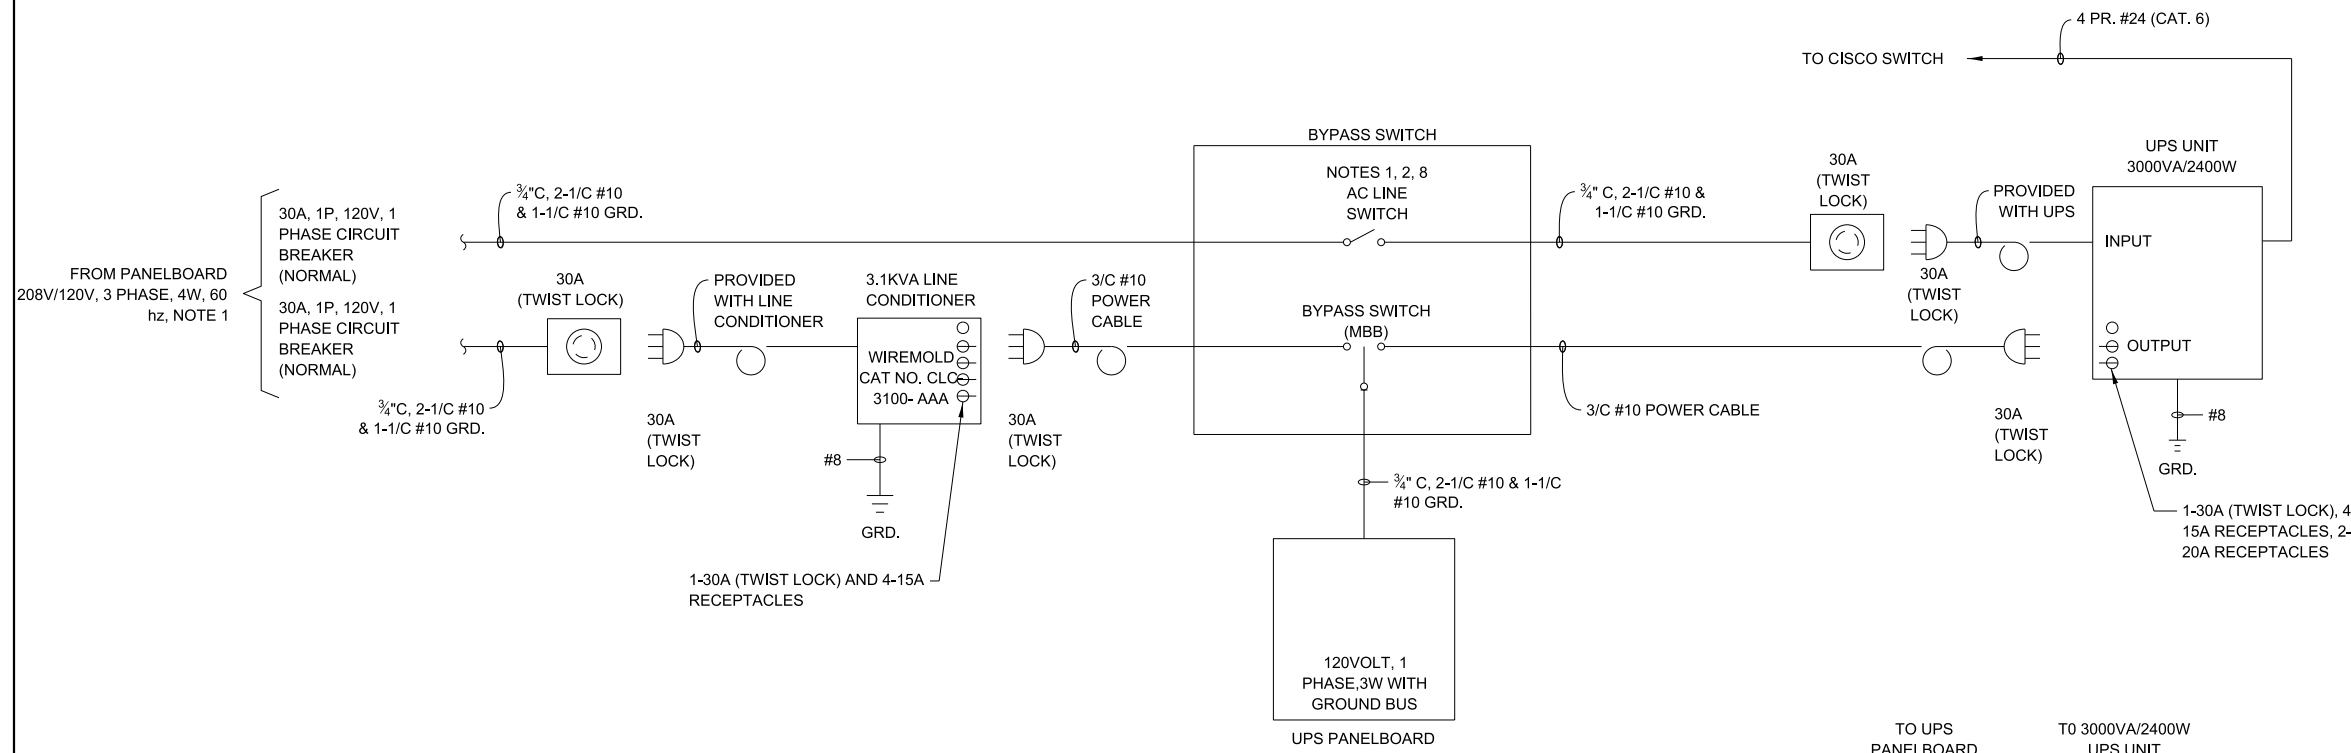 4 PR. #24 (CAT. 6)
TO CISCO SWITCH
BYPASS SWITCH
NOTES 1, 2, 8
AC LINE
SWITCH
30A
(TWIST
LOCK)
UPS UNIT
3000VA/2400W
FROM PANELBOARD
208V/120V, 3 PHASE, 4W, 60
hz, NOTE 1
30A, 1P, 120V, 1
PHASE CIRCUIT
BREAKER
(NORMAL)
30A, 1P, 120V, 1
PHASE CIRCUIT
BREAKER
(NORMAL)
¾"C, 2-1/C #10
& 1-1/C #10 GRD.
¾" C, 2-1/C #10 &
1-1/C #10 GRD.
PROVIDED
WITH UPS
INPUT
30A
(TWIST
LOCK)
30A
(TWIST LOCK)
PROVIDED
WITH LINE
CONDITIONER
3.1KVA LINE
CONDITIONER
WIREMOLD
CAT NO. CLC-
3100- AAA
3/C #10
POWER
CABLE
BYPASS SWITCH
(MBB)
OUTPUT
¾"C, 2-1/C #10
& 1-1/C #10 GRD.
30A
(TWIST
LOCK)
#8
GRD.
30A
(TWIST
LOCK)
3/C #10 POWER CABLE
30A
(TWIST
LOCK)
#8
GRD.
¾" C, 2-1/C #10 & 1-1/C
#10 GRD.
1-30A (TWIST LOCK), 4
15A RECEPTACLES, 2-
20A RECEPTACLES
1-30A (TWIST LOCK) AND 4-15A
RECEPTACLES
120VOLT, 1
PHASE,3W WITH
GROUND BUS
UPS PANELBOARD
TO UPS
PANELBOARD
T0 3000VA/2400W
UPS UNIT